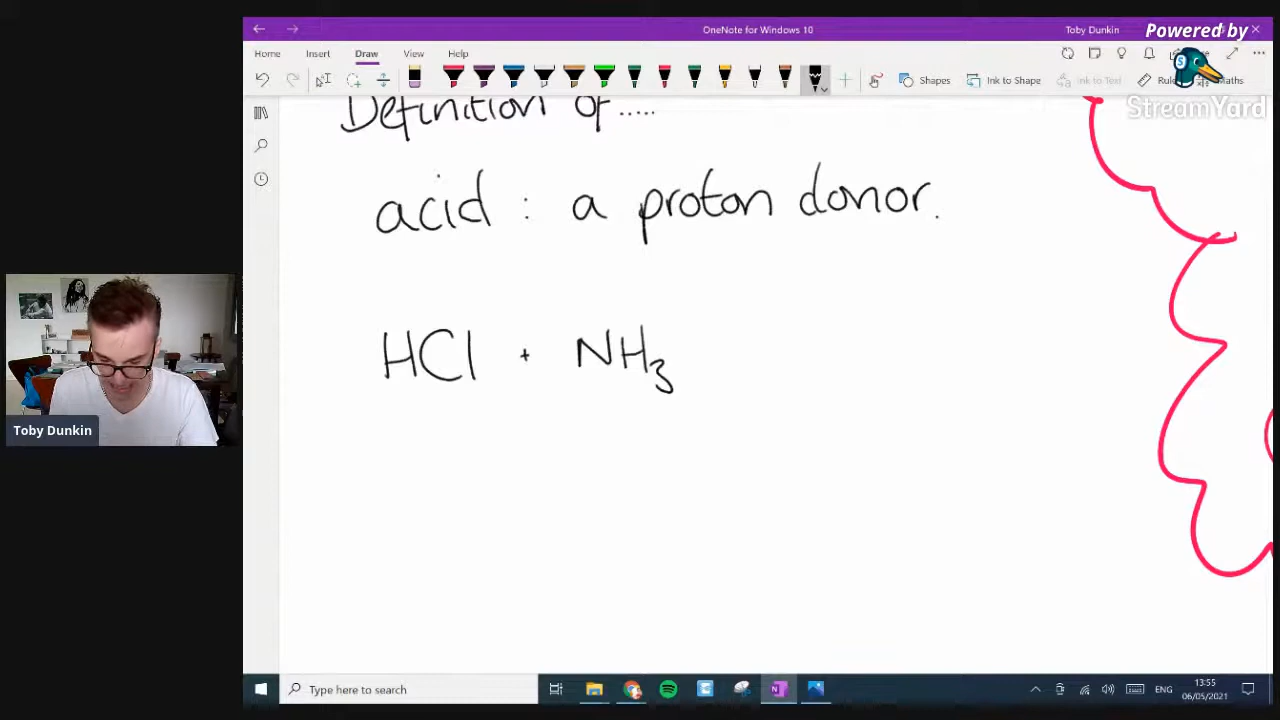 OneNote for Windows 10
Toby Dunkin
Powered by
StreamYard
Home Insert Draw View Help
Shapes Ink to Shape Ink to Text Maths
Definition of.....
acid : a proton donor.
HCl + NH₃
Toby Dunkin
Type here to search
ENG
13:55
06/05/2021